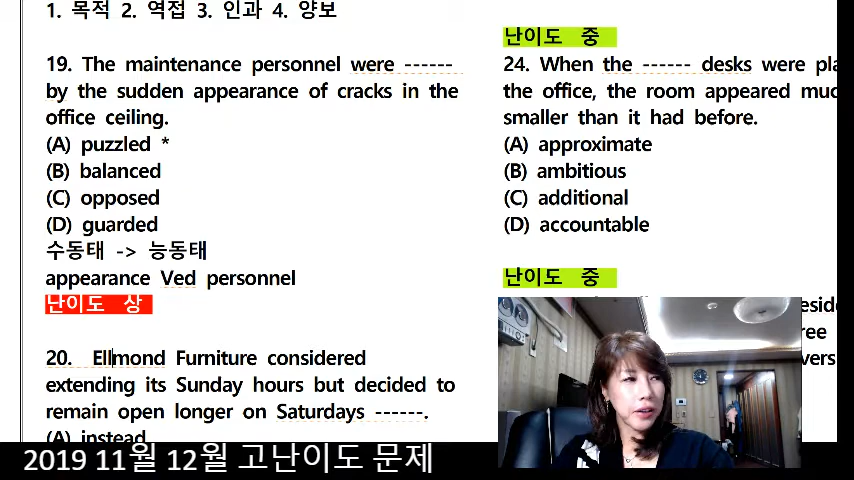 1. 목적 2. 역접 3. 인과 4. 양보
19. The maintenance personnel were ------
by the sudden appearance of cracks in the
office ceiling.
(A) puzzled *
(B) balanced
(C) opposed
(D) guarded
수동태 -> 능동태
appearance Ved personnel
난이도 상
20. Ellmond Furniture considered
extending its Sunday hours but decided to
remain open longer on Saturdays ------.
(A) instead
난이도 중
24. When the ------ desks were
the office, the room appeared
smaller than it had before.
(A) approximate
(B) ambitious
(C) additional
(D) accountable
난이도 중
2019 11월 12월 고난이도 문제